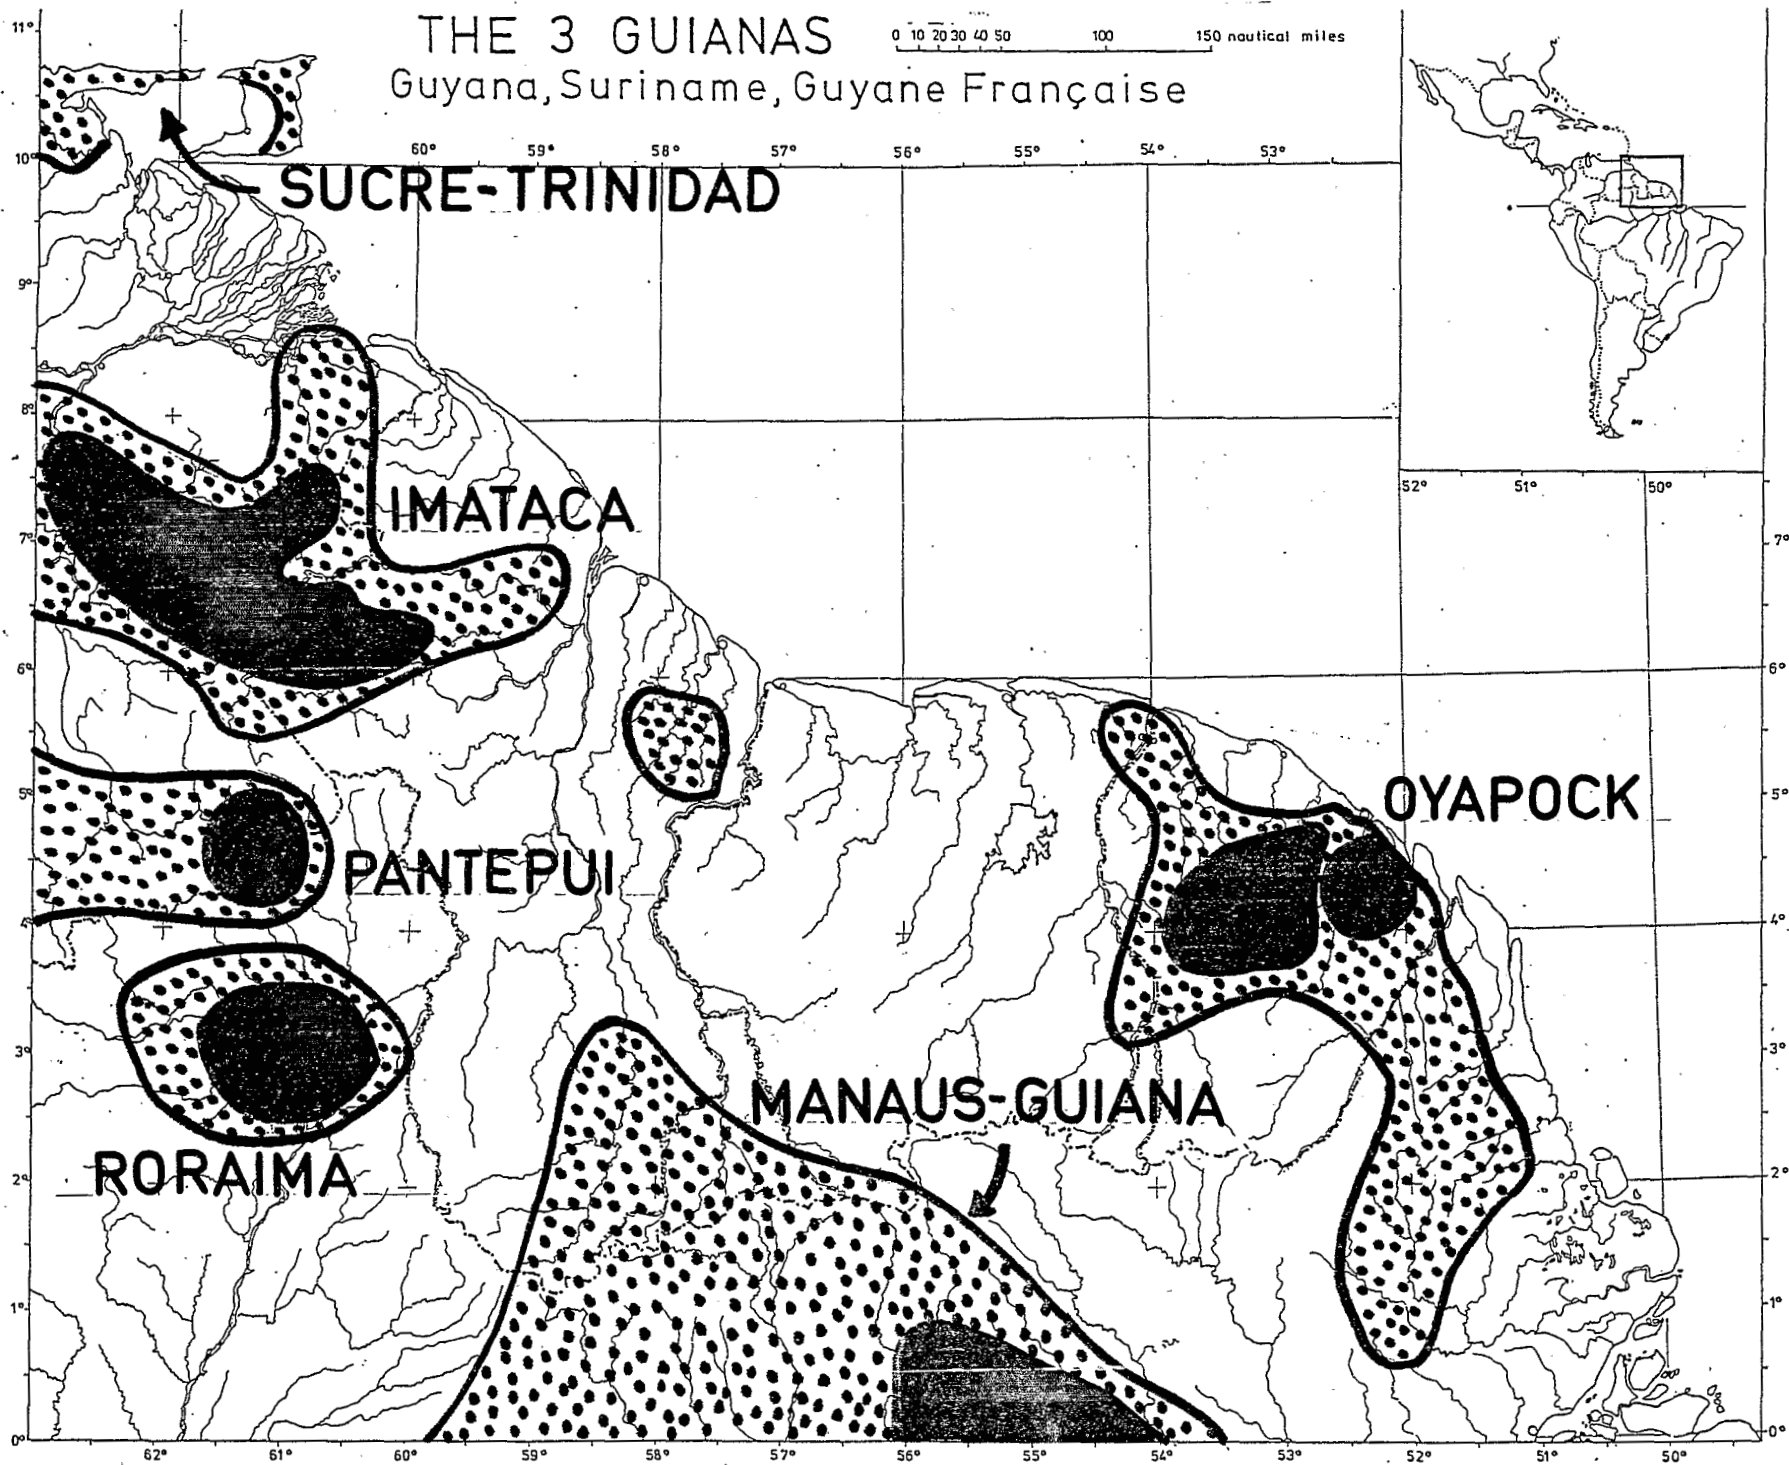 THE 3 GUIANAS
0 10 20 30 40 50 100 150 nautical miles
Guyana, Suriname, Guyane Française
11°
10°
60° 59° 58° 57° 56° 55° 54° 53°
SUCRE-TRINIDAD
9°
8°
52° 51° 50°
IMATACA
7° 7°
6° 6°
OYAPOCK
5° 5°
PANTEPUI
4° 4°
3° 3°
MANAUS-GUIANA
RORAIMA
2° 2°
1° 1°
0° 0°
62° 61° 60° 59° 58° 57° 56° 55° 54° 53° 52° 51° 50°